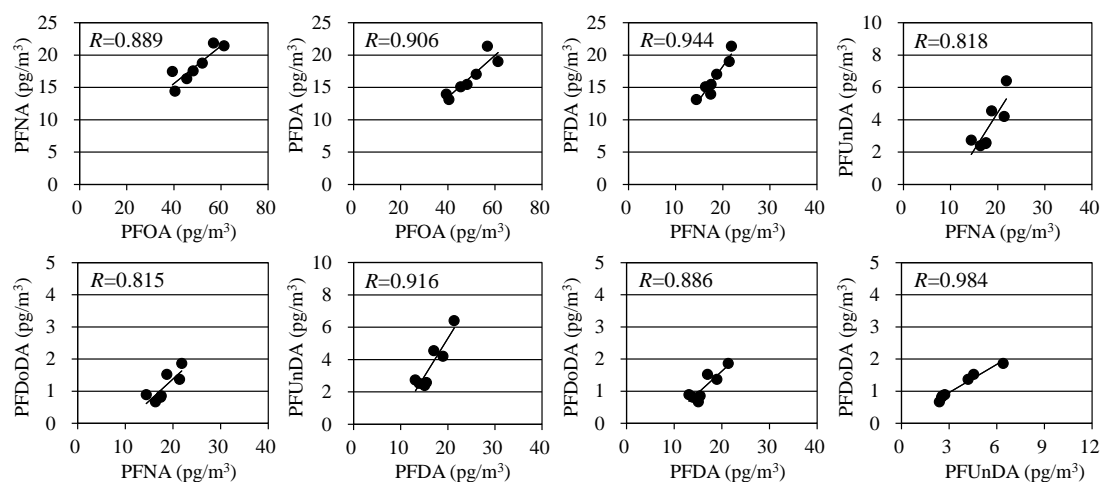 R=0.889
PFNA (pg/m³)
25
20
15
10
5
0
0 20 40 60 80
PFOA (pg/m³)
R=0.906
PFDA (pg/m³)
25
20
15
10
5
0
0 20 40 60 80
PFOA (pg/m³)
R=0.944
PFDA (pg/m³)
25
20
15
10
5
0
0 10 20 30 40
PFNA (pg/m³)
R=0.818
PFUnDA (pg/m³)
10
8
6
4
2
0
0 10 20 30 40
PFNA (pg/m³)
R=0.815
PFDoDA (pg/m³)
5
4
3
2
1
0
0 10 20 30 40
PFNA (pg/m³)
R=0.916
PFUnDA (pg/m³)
10
8
6
4
2
0
0 10 20 30 40
PFDA (pg/m³)
R=0.886
PFDoDA (pg/m³)
5
4
3
2
1
0
0 10 20 30 40
PFDA (pg/m³)
R=0.984
PFDoDA (pg/m³)
5
4
3
2
1
0
0 3 6 9 12
PFUnDA (pg/m³)